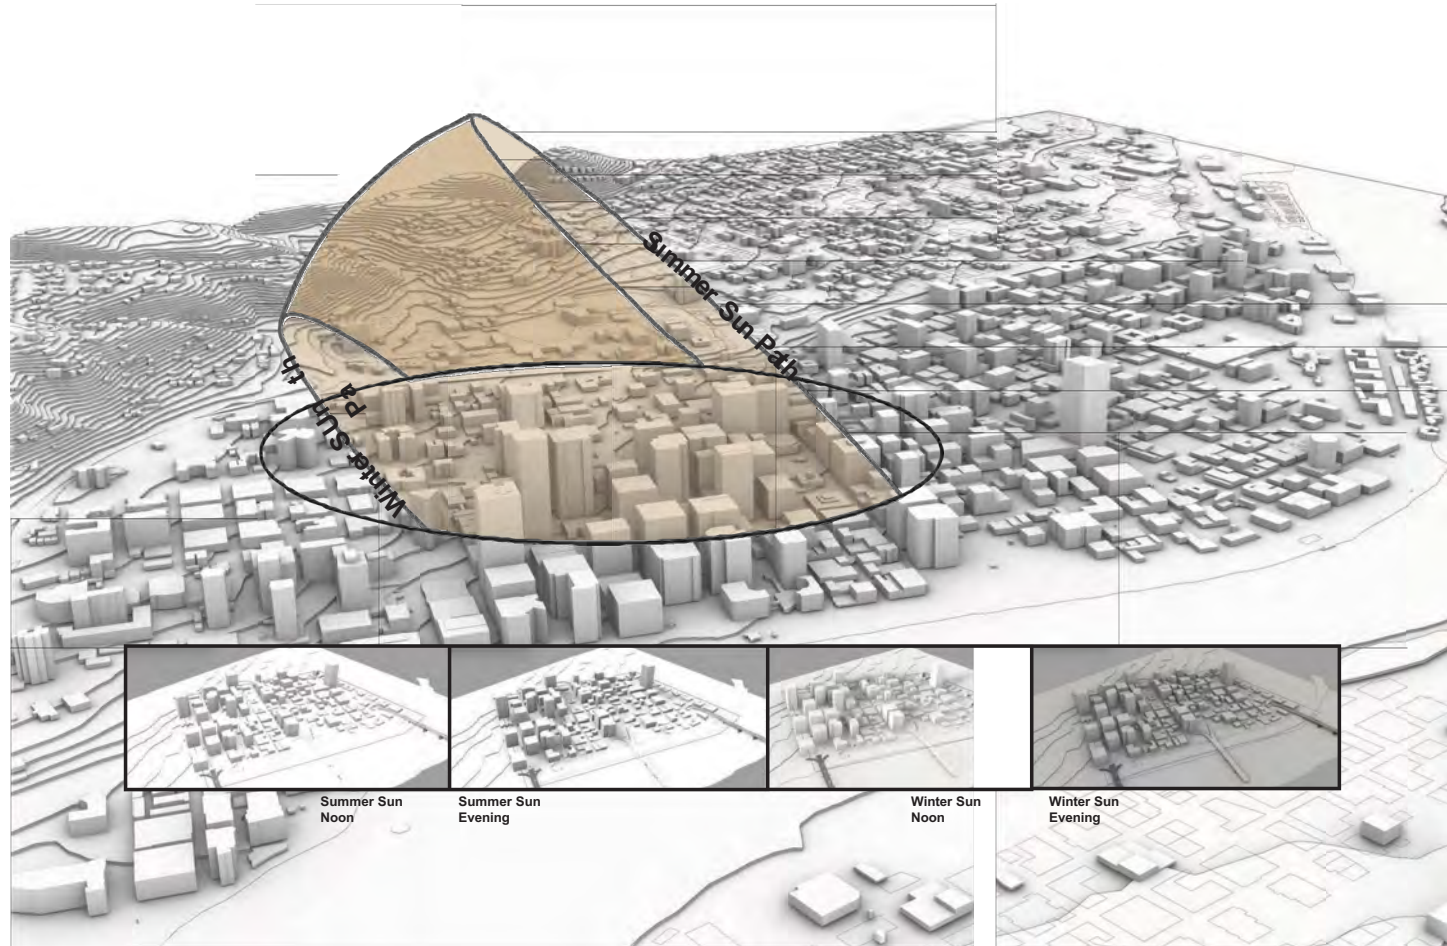 Summer Sun Path
Winter Sun Path
Summer Sun
Noon
Summer Sun
Evening
Winter Sun
Noon
Winter Sun
Evening